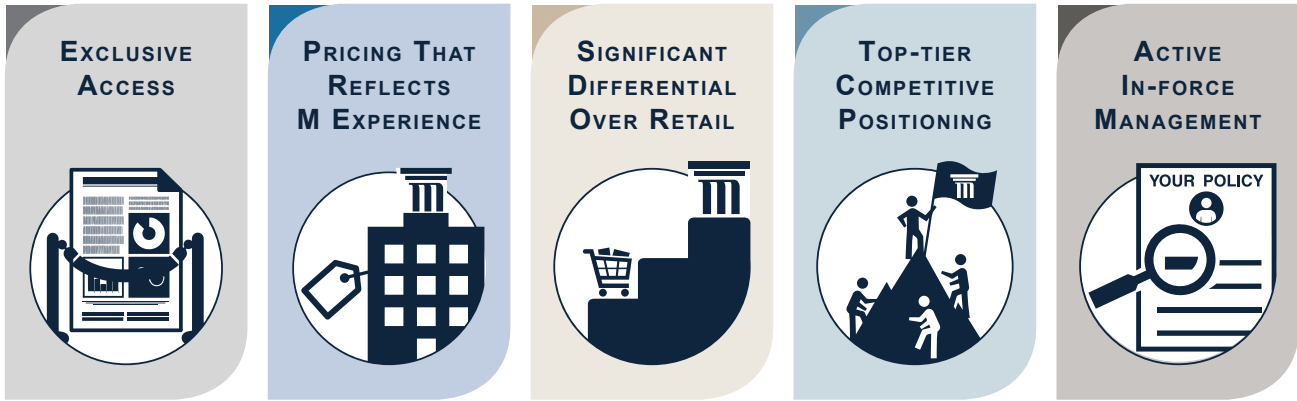 Exclusive
Access
Pricing That
Reflects
M Experience
Significant
Differential
Over Retail
Top-tier
Competitive
Positioning
Active
In-force
Management
YOUR POLICY